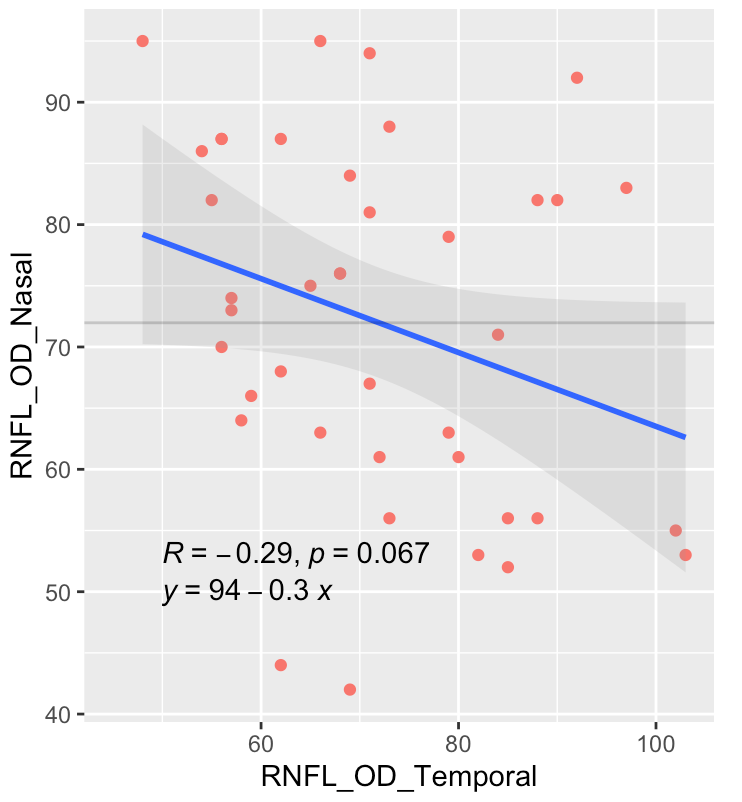 RNFL_OD_Nasal
90
80
70
60
50
40
R = −0.29, p = 0.067
y = 94 − 0.3 x
60 80 100
RNFL_OD_Temporal